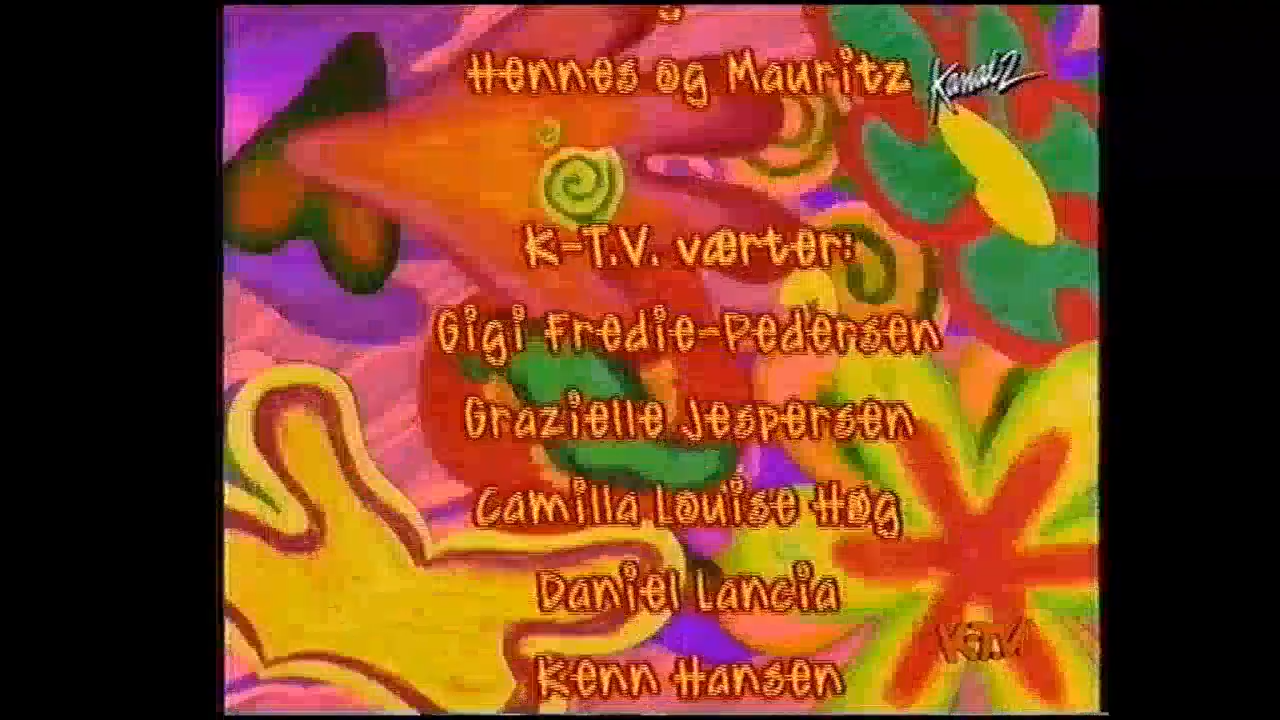 Hennes og Mauritz
Kanal 2
K-T.V. værter:
Gigi Fredie-Pedersen
Grazielle Jespersen
Camilla Louise Høg
Daniel Lancia
K-T.V.
Kenn Hansen